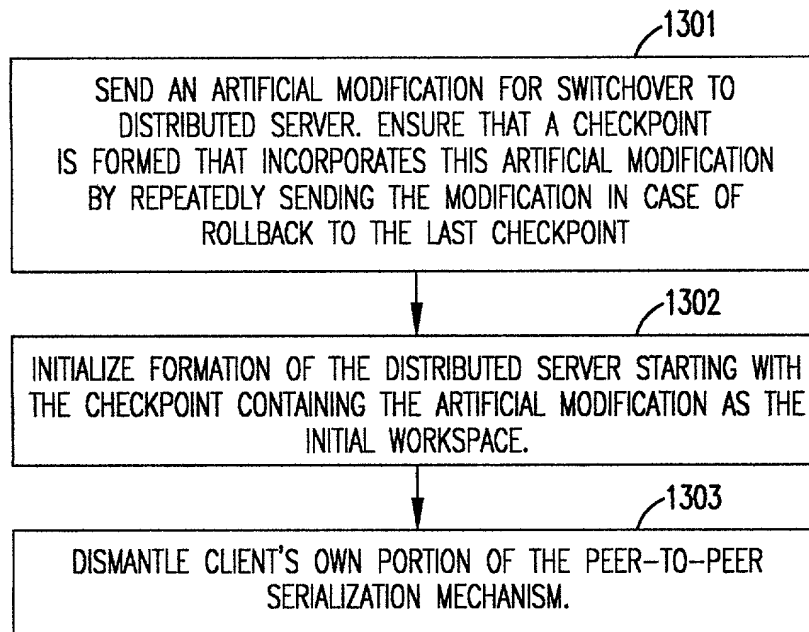 1301
SEND AN ARTIFICIAL MODIFICATION FOR SWITCHOVER TO
DISTRIBUTED SERVER. ENSURE THAT A CHECKPOINT
IS FORMED THAT INCORPORATES THIS ARTIFICIAL MODIFICATION
BY REPEATEDLY SENDING THE MODIFICATION IN CASE OF
ROLLBACK TO THE LAST CHECKPOINT
1302
INITIALIZE FORMATION OF THE DISTRIBUTED SERVER STARTING WITH
THE CHECKPOINT CONTAINING THE ARTIFICIAL MODIFICATION AS THE
INITIAL WORKSPACE.
1303
DISMANTLE CLIENT'S OWN PORTION OF THE PEER-TO-PEER
SERIALIZATION MECHANISM.